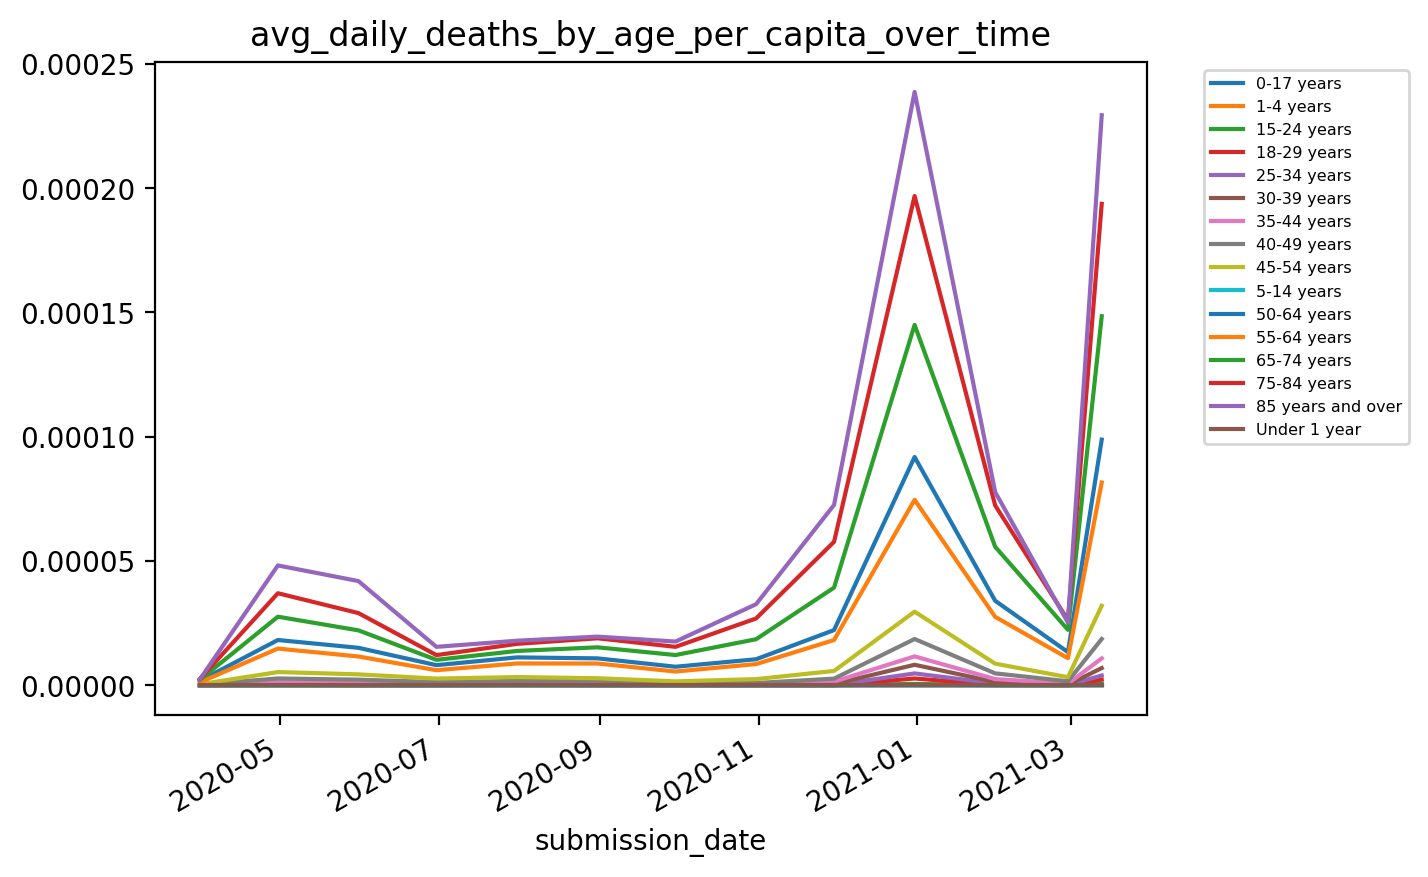 avg_daily_deaths_by_age_per_capita_over_time
0.00025
0.00020
0.00015
0.00010
0.00005
0.00000
2020-05
2020-07
2020-09
2020-11
2021-01
2021-03
submission_date
0-17 years
1-4 years
15-24 years
18-29 years
25-34 years
30-39 years
35-44 years
40-49 years
45-54 years
5-14 years
50-64 years
55-64 years
65-74 years
75-84 years
85 years and over
Under 1 year